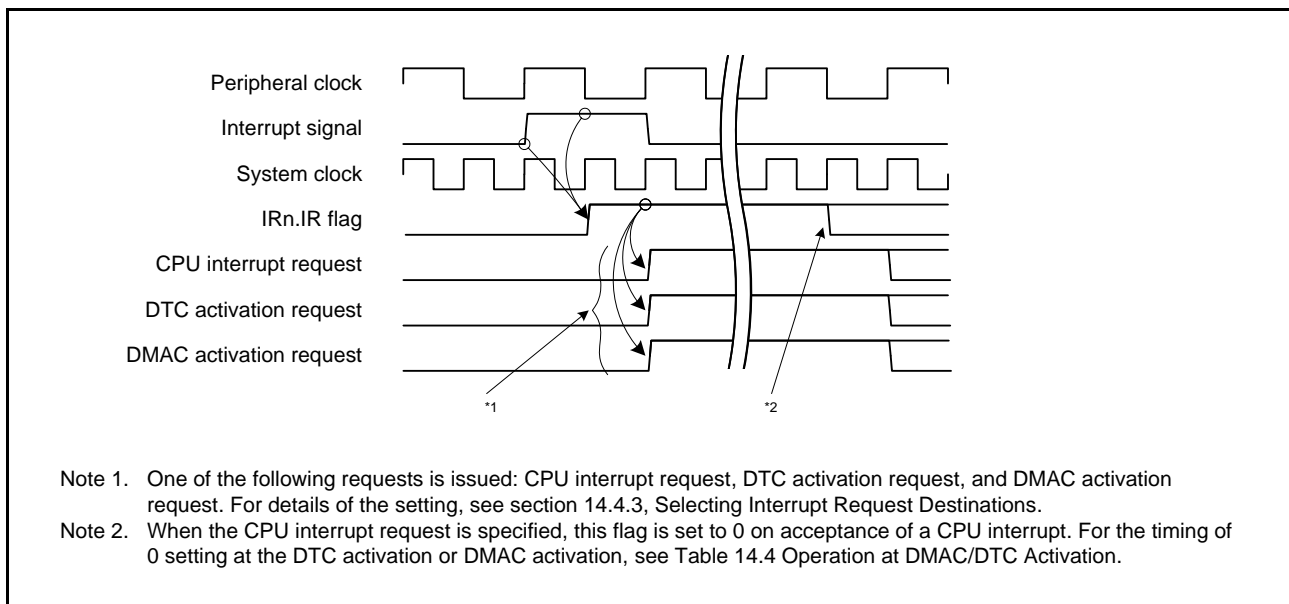 Peripheral clock
Interrupt signal
System clock
IRn.IR flag
CPU interrupt request
DTC activation request
DMAC activation request
*1
*2
Note 1. One of the following requests is issued: CPU interrupt request, DTC activation request, and DMAC activation
request. For details of the setting, see section 14.4.3, Selecting Interrupt Request Destinations.
Note 2. When the CPU interrupt request is specified, this flag is set to 0 on acceptance of a CPU interrupt. For the timing of
0 setting at the DTC activation or DMAC activation, see Table 14.4 Operation at DMAC/DTC Activation.